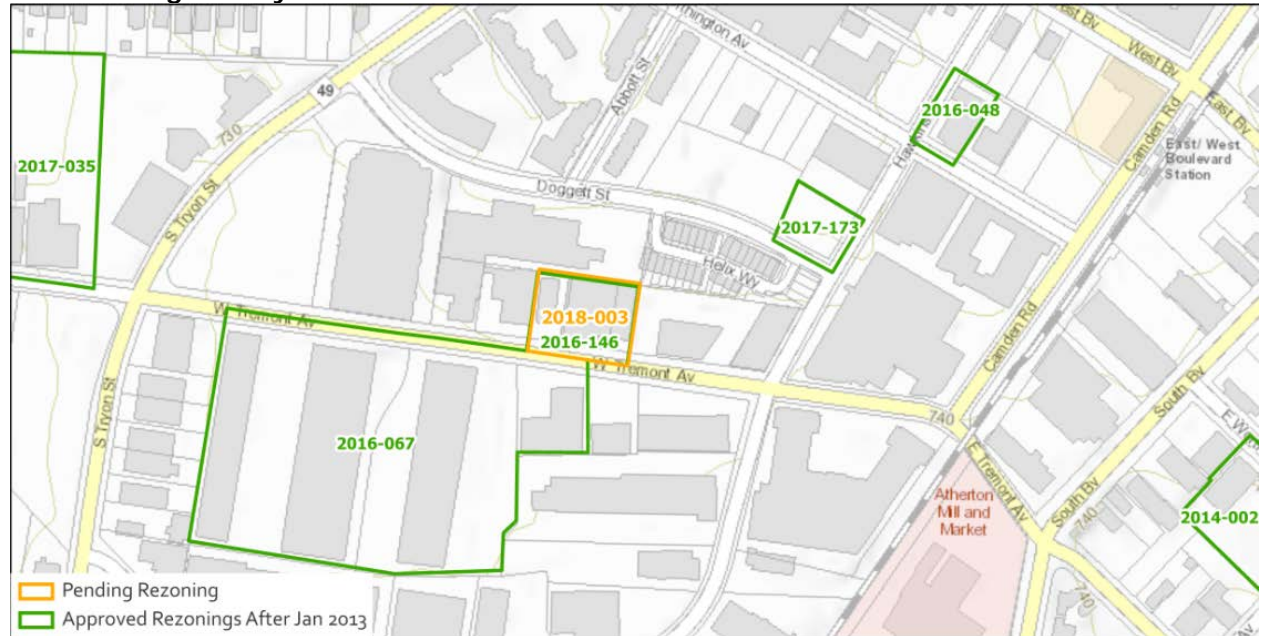 West Bv
Abbott St
49
2016-048
East Bv
730
Camden Rd
East/ West
Boulevard
Station
2017-035
S Tryon St
Doggett St
2017-173
Helix Wy
2018-003
2016-146
W Tremont Av
W Tremont Av
Camden Rd
South Bv
740
S Tryon St
2016-067
E Tremont Av
Atherton
Mill and
Market
South Bv
740
2014-002
740
Pending Rezoning
Approved Rezonings After Jan 2013